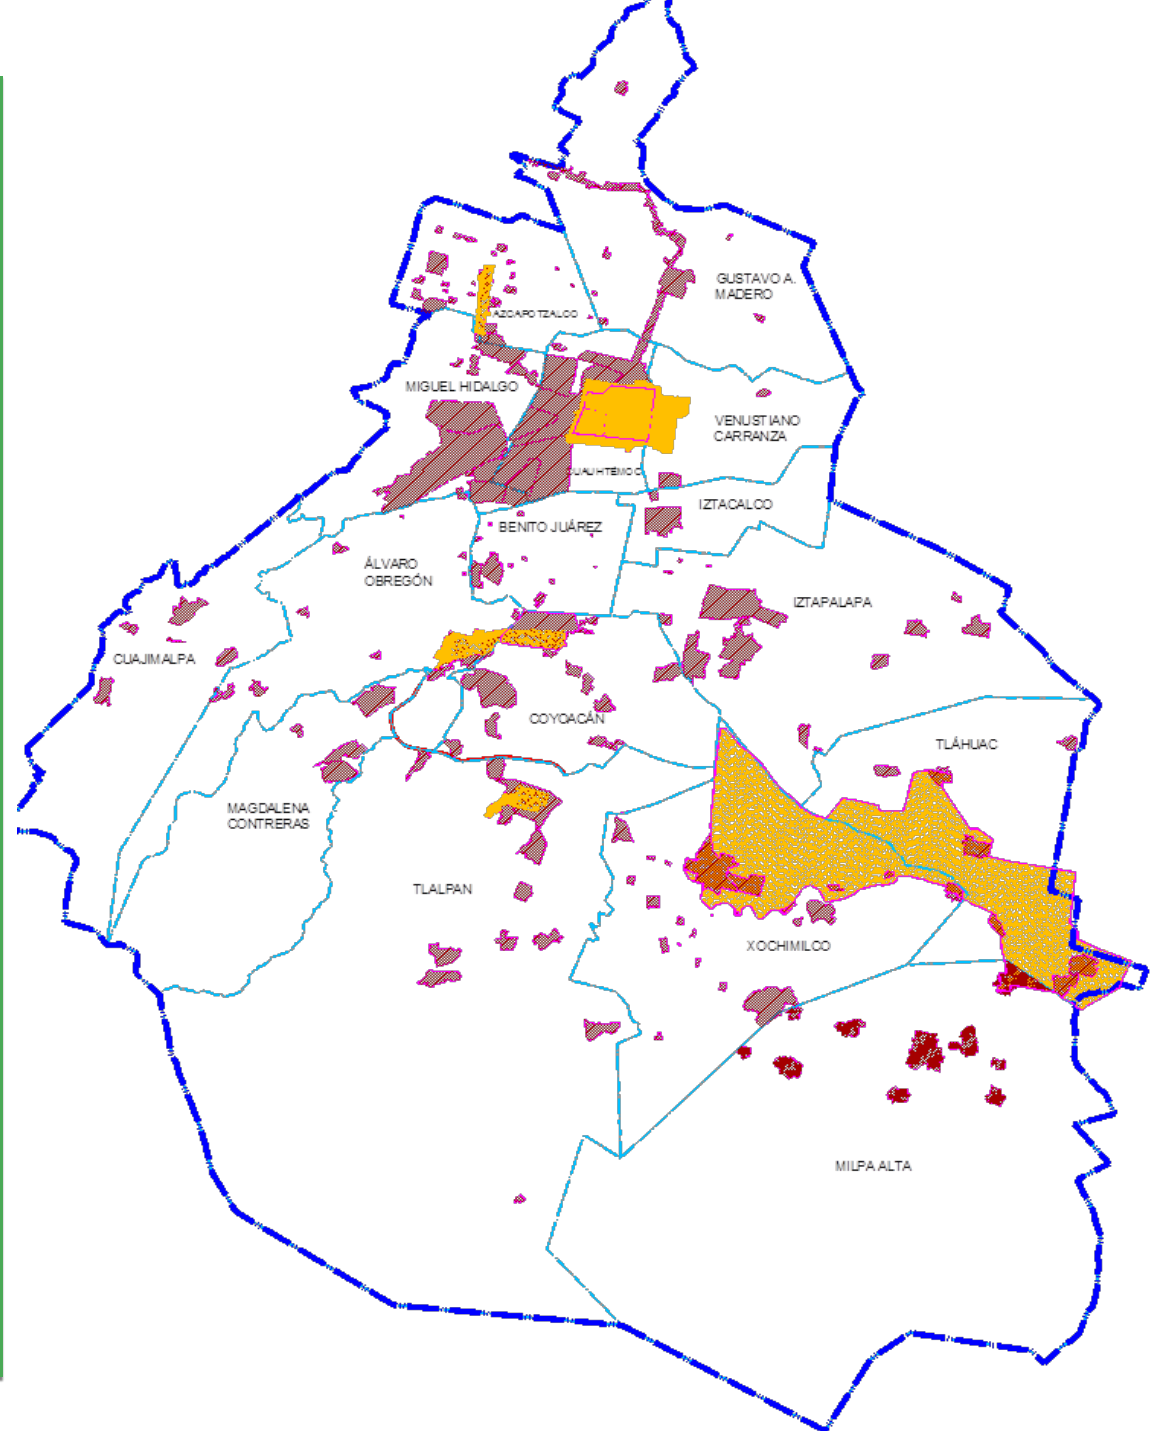 GUSTAVO A.
MADERO
AZCAPOTZALCO
MIGUEL HIDALGO
VENUSTIANO
CARRANZA
CUAUHTÉMOC
IZTACALCO
BENITO JUÁREZ
ÁLVARO
OBREGÓN
IZTAPALAPA
CUAJIMALPA
COYOACÁN
TLÁHUAC
MAGDALENA
CONTRERAS
TLALPAN
XOCHIMILCO
MILPA ALTA